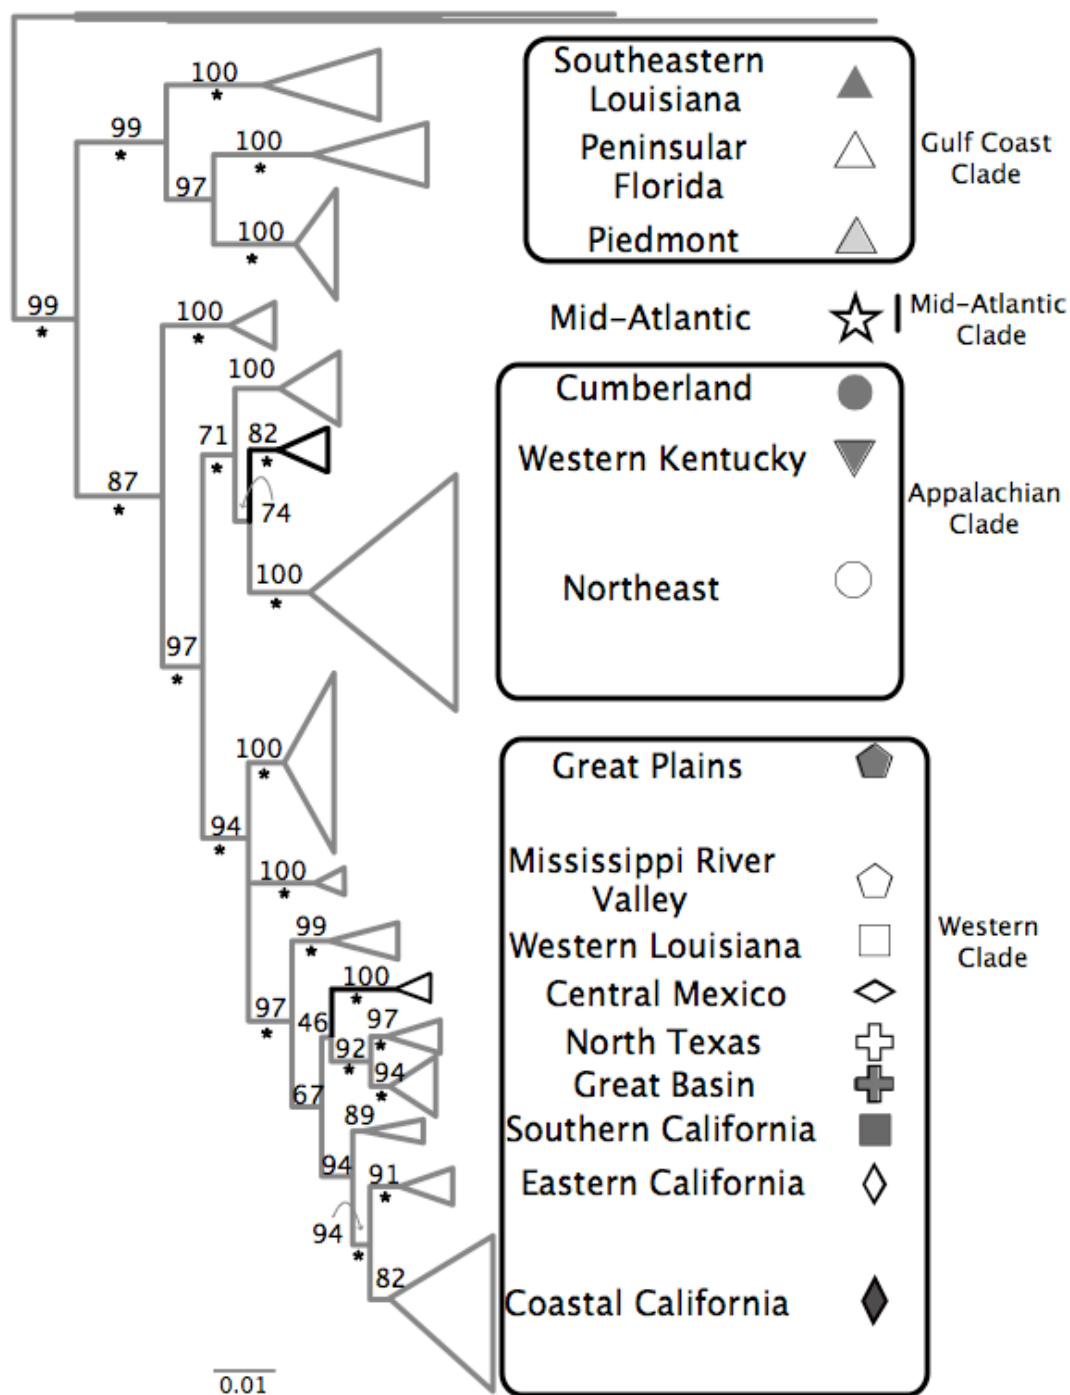 Southeastern
Louisiana
Peninsular
Florida
Piedmont
Gulf Coast
Clade
Mid-Atlantic
Mid-Atlantic
Clade
Cumberland
Western Kentucky
Northeast
Appalachian
Clade
Great Plains
Mississippi River
Valley
Western Louisiana
Central Mexico
North Texas
Great Basin
Southern California
Eastern California
Coastal California
Western
Clade
100
*
99
*
100
*
97
100
*
99
*
100
*
100
71
*
82
*
87
*
74
100
*
97
*
100
*
94
*
100
*
99
*
100
*
97
*
46
97
*
92
*
94
*
67
89
94
91
*
94
*
82
0.01